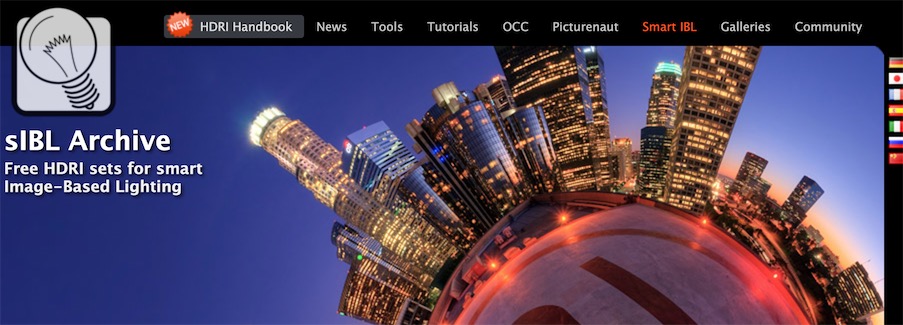 NEW
HDRI Handbook
News
Tools
Tutorials
OCC
Picturenaut
Smart IBL
Galleries
Community
sIBL Archive
Free HDRI sets for smart
Image-Based Lighting